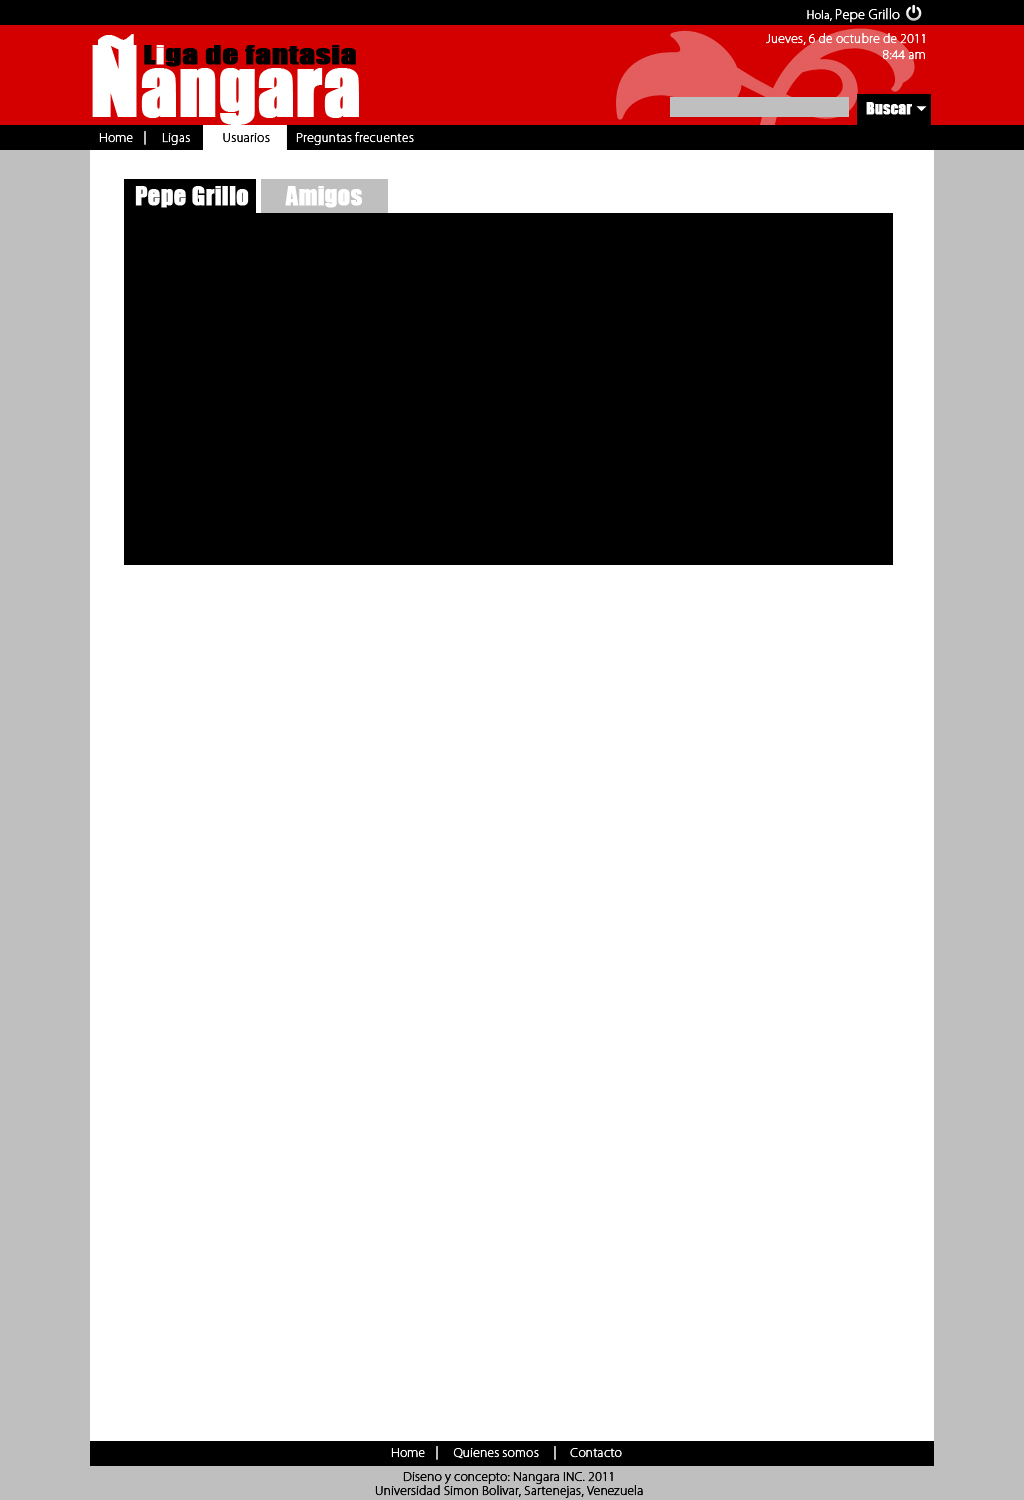 Hola, Pepe Grillo
Jueves, 6 de octubre de 2011
8:44 am
Liga de fantasia
Ñangara
Buscar
Home | Ligas Usuarios Preguntas frecuentes
Pepe Grillo Amigos
Home | Quienes somos | Contacto
Diseno y concepto: Nangara INC. 2011
Universidad Simon Bolivar, Sartenejas, Venezuela